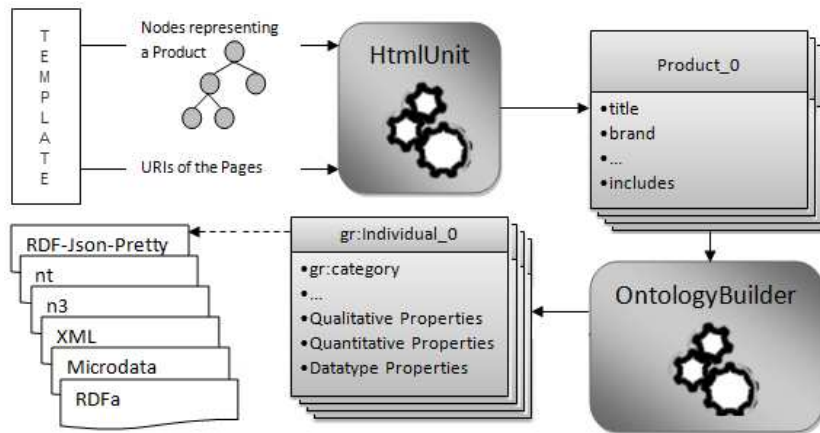 TEMPLATE
Nodes representing
a Product
URIs of the Pages
HtmlUnit
Product_0
•title
•brand
•...
•includes
OntologyBuilder
gr:Individual_0
•gr:category
•...
•Qualitative Properties
•Quantitative Properties
•Datatype Properties
RDF-Json-Pretty
nt
n3
XML
Microdata
RDFa